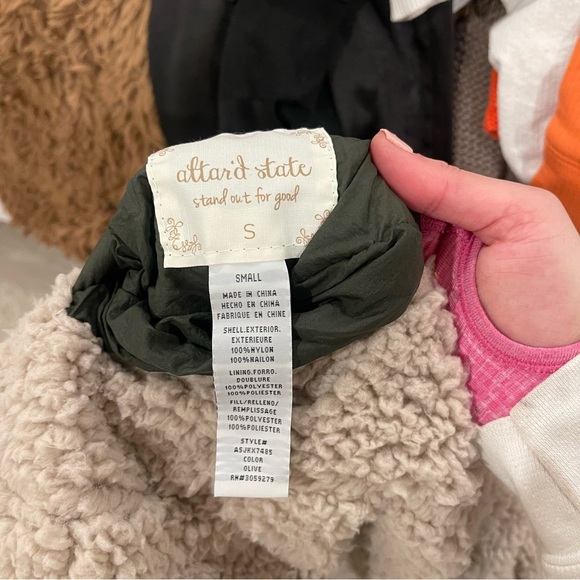 altar'd state
stand out for good
S
SMALL
MADE IN CHINA
HECHO EN CHINA
FABRIQUE EN CHINE
SHELL.EXTERIOR.
EXTERIEURE
100%NYLON
100%NAILON
LINING.FORRO.
DOUBLURE
100%POLYESTER
100%POLIESTER
FILL/RELLENO/
REMPLISSAGE
100%POLYESTER
100%POLIESTER
STYLE#
ASJKX7485
COLOR
OLIVE
RN#3059279